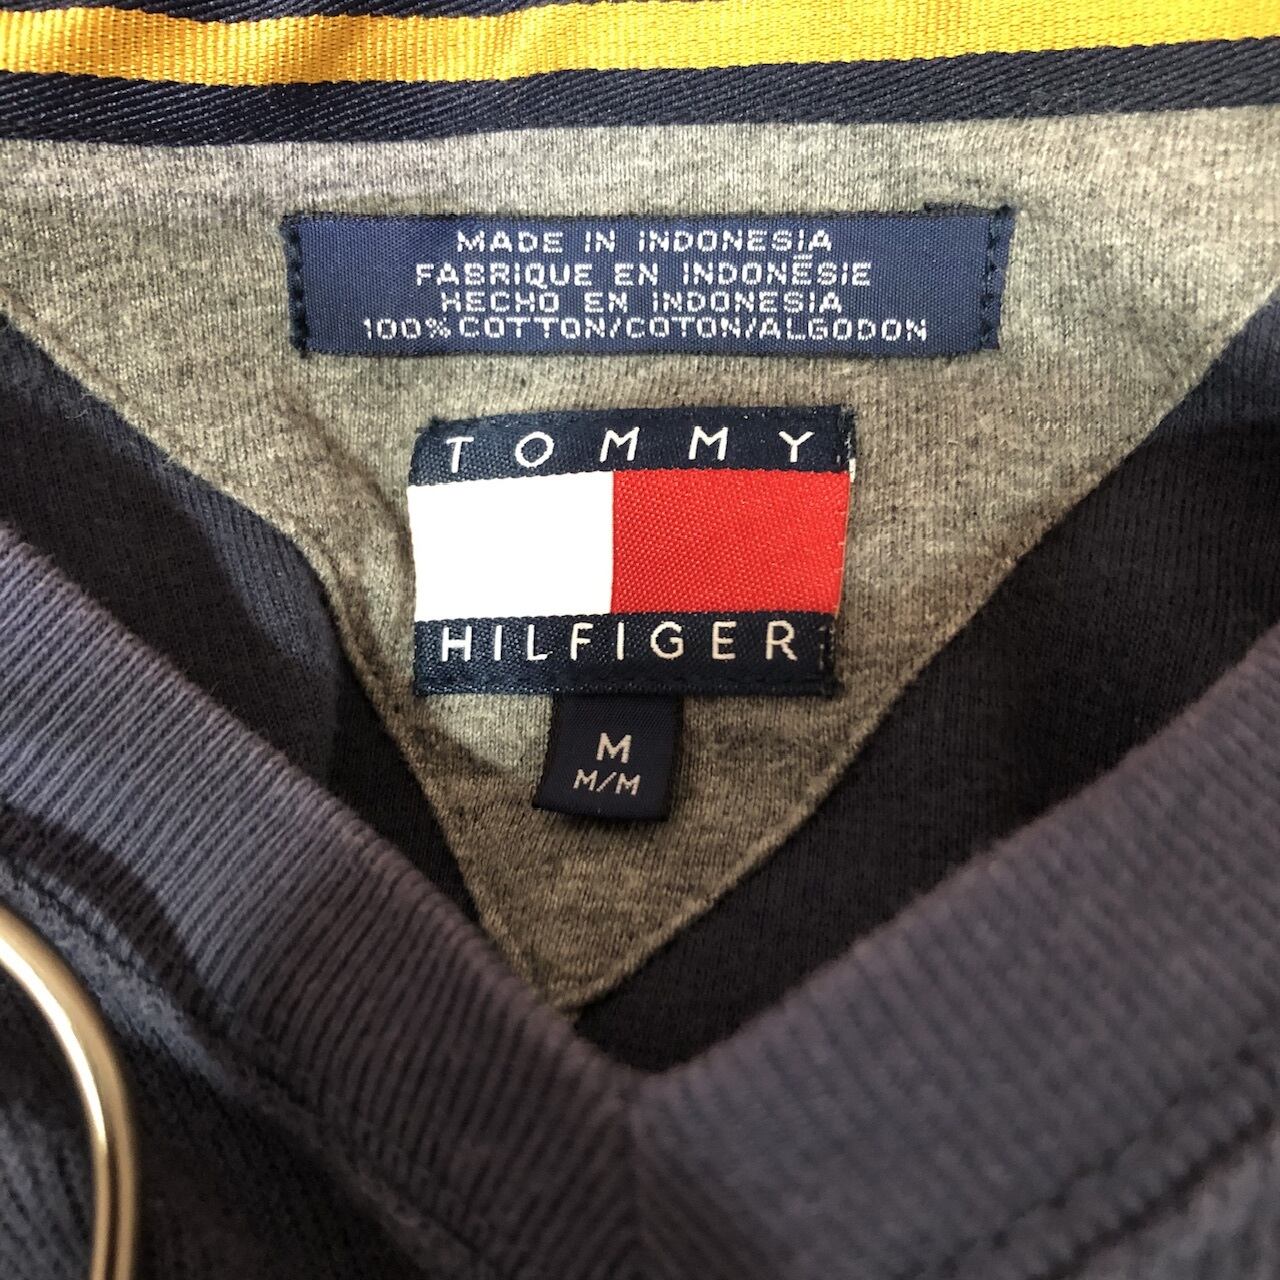 MADE IN INDONESIA
FABRIQUE EN INDONÉSIE
HECHO EN INDONESIA
100% COTTON/COTON/ALGODON
TOMMY
HILFIGER
M
M/M